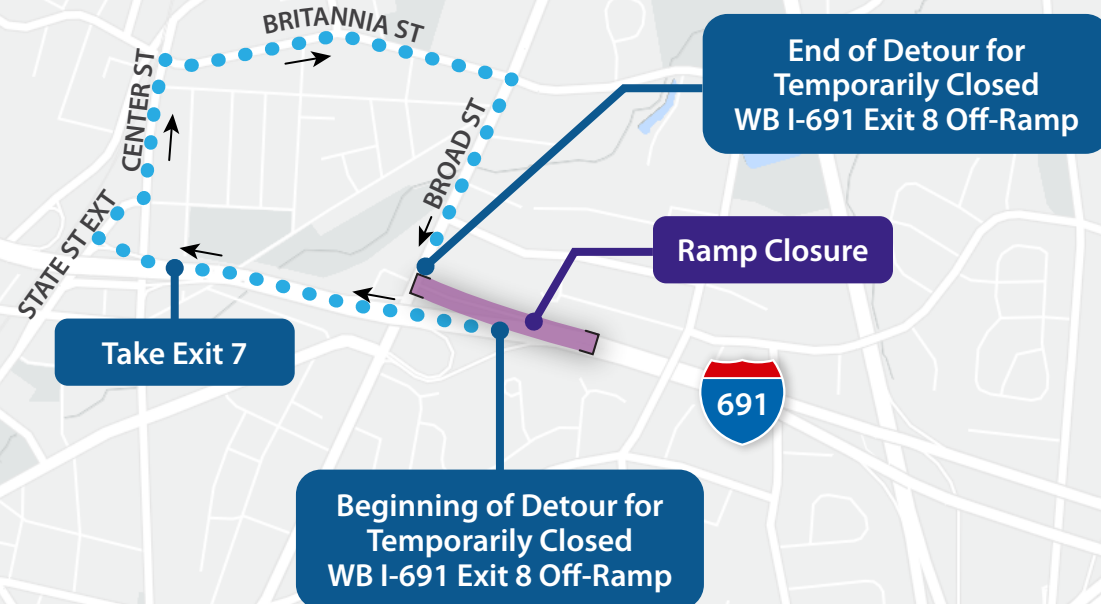 BRITANNIA ST
End of Detour for
Temporarily Closed
WB I-691 Exit 8 Off-Ramp
CENTER ST
BROAD ST
STATE ST EXT
Ramp Closure
Take Exit 7
691
Beginning of Detour for
Temporarily Closed
WB I-691 Exit 8 Off-Ramp